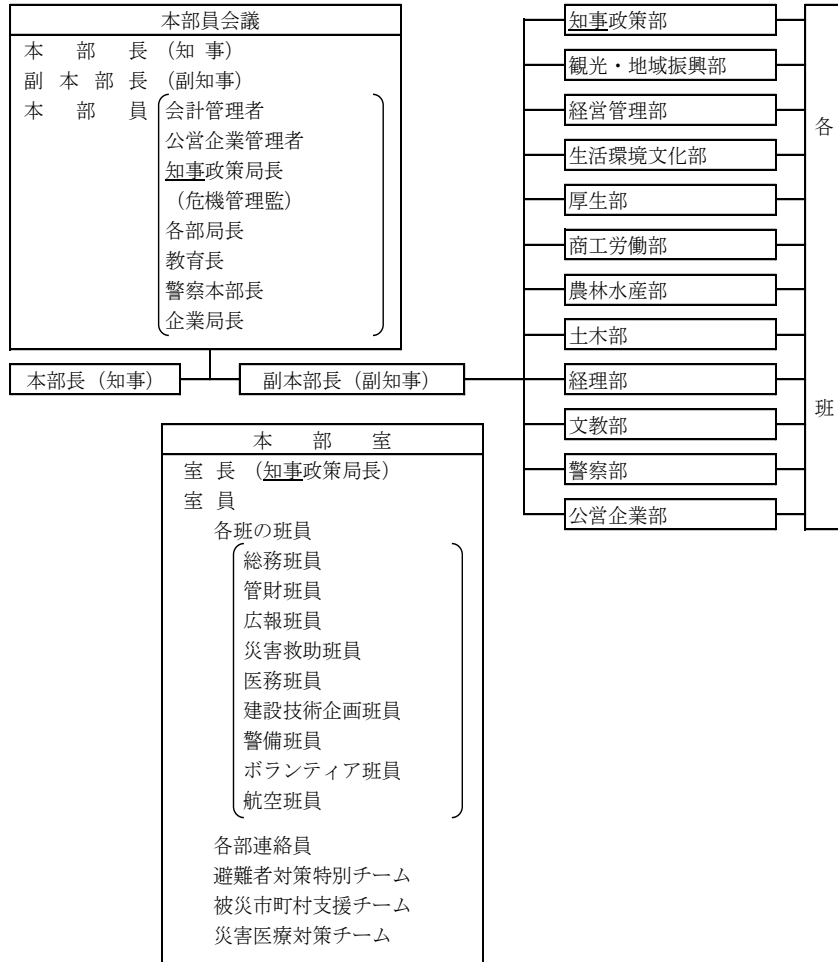 本部員会議
本部長（知事）
副本部長（副知事）
本部員
会計管理者
公営企業管理者
知事政策局長
（危機管理監）
各部局長
教育長
警察本部長
企業局長
本部長（知事）
副本部長（副知事）
知事政策部
観光・地域振興部
経営管理部
生活環境文化部
厚生部
商工労働部
農林水産部
土木部
経理部
文教部
警察部
公営企業部
各班
本部室
室長（知事政策局長）
室員
各班の班員
総務班員
管財班員
広報班員
災害救助班員
医務班員
建設技術企画班員
警備班員
ボランティア班員
航空班員
各部連絡員
避難者対策特別チーム
被災市町村支援チーム
災害医療対策チーム